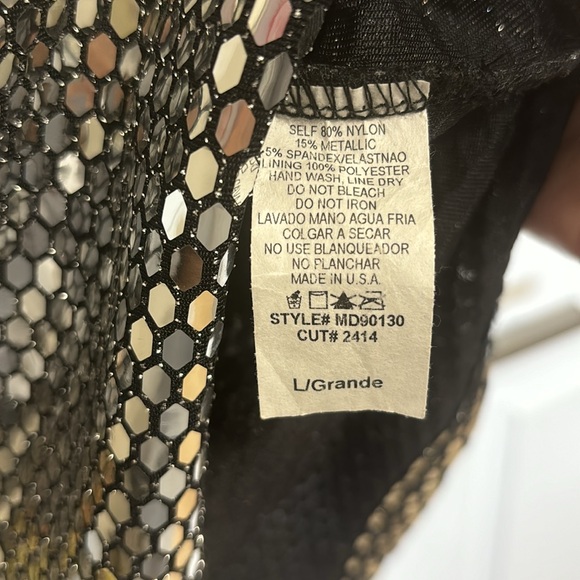 SELF 80% NYLON
15% METALLIC
5% SPANDEX/ELASTNAO
LINING 100% POLYESTER
HAND WASH, LINE DRY
DO NOT BLEACH
DO NOT IRON
LAVADO MANO AGUA FRIA
COLGAR A SECAR
NO USE BLANQUEADOR
NO PLANCHAR
MADE IN U.S.A.
STYLE# MD90130
CUT# 2414
L/Grande